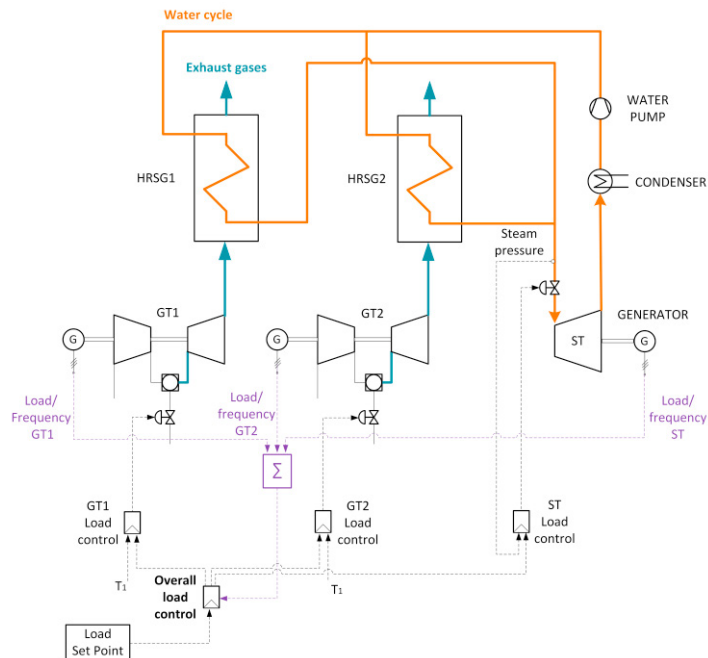 Water cycle
Exhaust gases
WATER
PUMP
HRSG1
HRSG2
CONDENSER
Steam
pressure
GT1
GT2
GENERATOR
G
G
ST
G
Load/
Frequency
GT1
Load/
frequency
GT2
Load/
frequency
ST
Σ
GT1
Load
control
GT2
Load
control
ST
Load
control
T1
Overall
load
control
T1
Load
Set Point